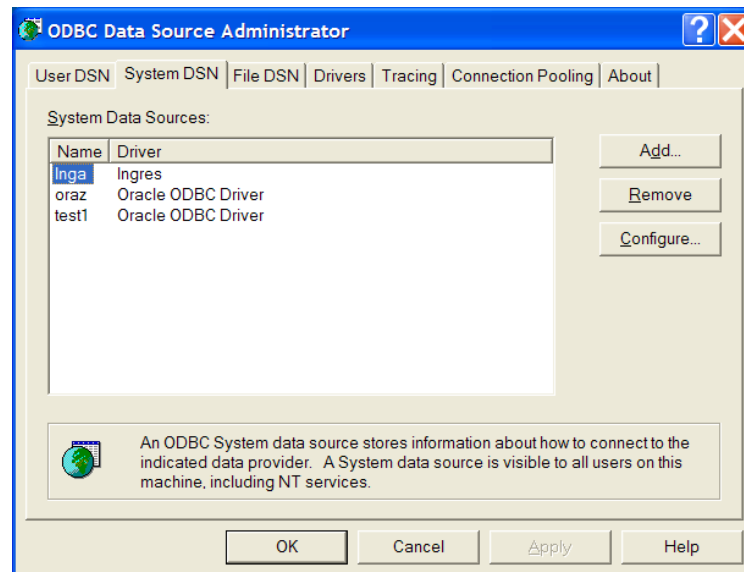 ODBC Data Source Administrator
User DSN System DSN File DSN Drivers Tracing Connection Pooling About
System Data Sources:
Name Driver
Inga Ingres
oraz Oracle ODBC Driver
test1 Oracle ODBC Driver
Add...
Remove
Configure...
An ODBC System data source stores information about how to connect to the
indicated data provider. A System data source is visible to all users on this
machine, including NT services.
OK Cancel Apply Help